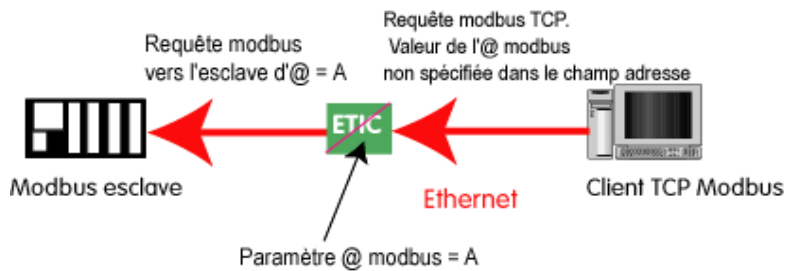 Requête modbus TCP.
Valeur de l'@ modbus
non spécifiée dans le champ adresse
Requête modbus
vers l'esclave d'@ = A
ETIC
Modbus esclave
Ethernet
Client TCP Modbus
Paramètre @ modbus = A